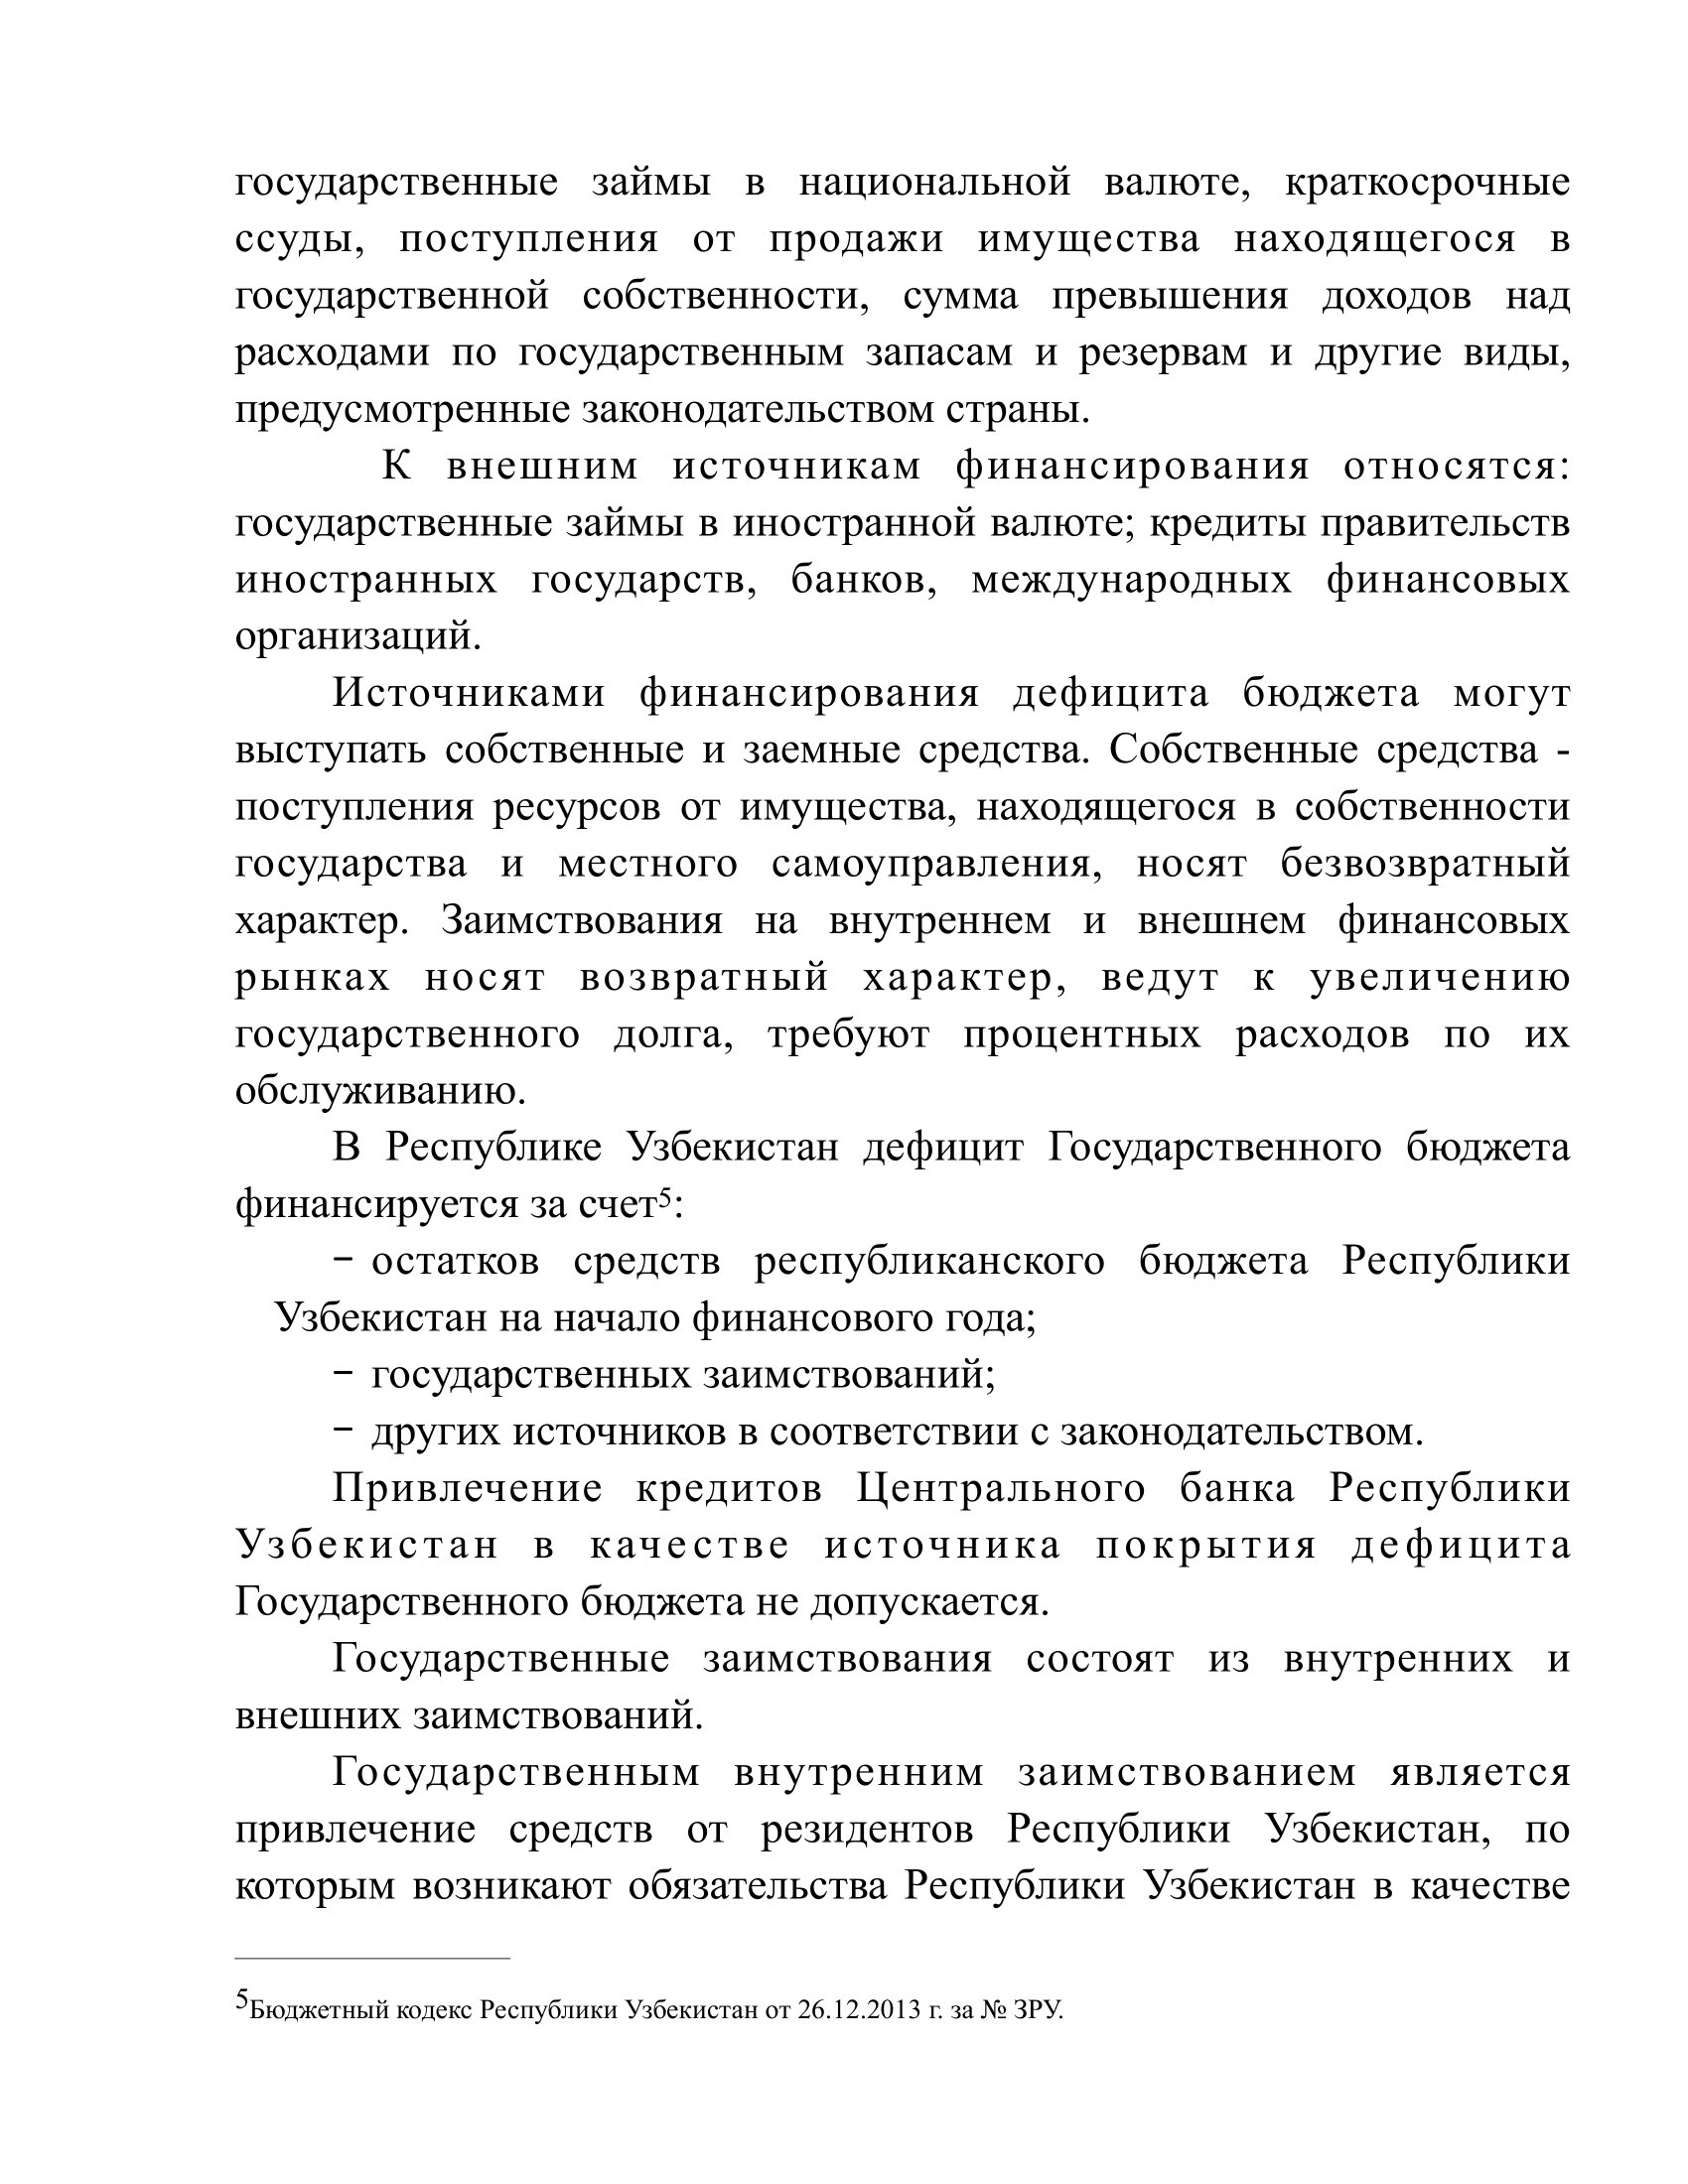 государственные займы в национальной валюте, краткосрочные
ссуды, поступления от продажи имущества находящегося в
государственной собственности, сумма превышения доходов над
расходами по государственным запасам и резервам и другие виды,
предусмотренные законодательством страны.
К внешним источникам финансирования относятся:
государственные займы в иностранной валюте; кредиты правительств
иностранных государств, банков, международных финансовых
организаций.
Источниками финансирования дефицита бюджета могут
выступать собственные и заемные средства. Собственные средства -
поступления ресурсов от имущества, находящегося в собственности
государства и местного самоуправления, носят безвозвратный
характер. Заимствования на внутреннем и внешнем финансовых
рынках носят возвратный характер, ведут к увеличению
государственного долга, требуют процентных расходов по их
обслуживанию.
В Республике Узбекистан дефицит Государственного бюджета
финансируется за счет⁵:
− остатков средств республиканского бюджета Республики
Узбекистан на начало финансового года;
− государственных заимствований;
− других источников в соответствии с законодательством.
Привлечение кредитов Центрального банка Республики
Узбекистан в качестве источника покрытия дефицита
Государственного бюджета не допускается.
Государственные заимствования состоят из внутренних и
внешних заимствований.
Государственным внутренним заимствованием является
привлечение средств от резидентов Республики Узбекистан, по
которым возникают обязательства Республики Узбекистан в качестве
⁵Бюджетный кодекс Республики Узбекистан от 26.12.2013 г. за № ЗРУ.